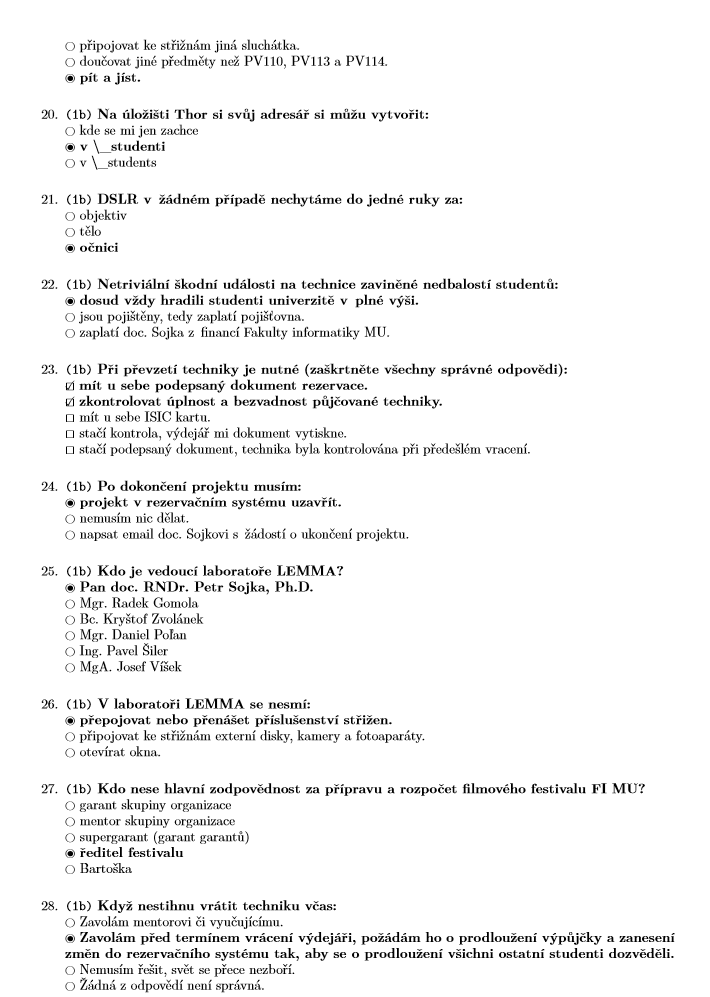 ○ připojovat ke střižnám jiná sluchátka.
○ doučovat jiné předměty než PV110, PV113 a PV114.
◉ pít a jíst.
20. (1b) Na úložišti Thor si svůj adresář si můžu vytvořit:
○ kde se mi jen zachce
◉ v \_studenti
○ v \_students
21. (1b) DSLR v žádném případě nechytáme do jedné ruky za:
○ objektiv
○ tělo
◉ očnici
22. (1b) Netriviální škodní události na technice zaviněné nedbalostí studentů:
◉ dosud vždy hradili studenti univerzitě v plné výši.
○ jsou pojištěny, tedy zaplatí pojišťovna.
○ zaplatí doc. Sojka z financí Fakulty informatiky MU.
23. (1b) Při převzetí techniky je nutné (zaškrtněte všechny správné odpovědi):
☑ mít u sebe podepsaný dokument rezervace.
☑ zkontrolovat úplnost a bezvadnost půjčované techniky.
□ mít u sebe ISIC kartu.
□ stačí kontrola, výdejář mi dokument vytiskne.
□ stačí podepsaný dokument, technika byla kontrolována při předešlém vracení.
24. (1b) Po dokončení projektu musím:
◉ projekt v rezervačním systému uzavřít.
○ nemusím nic dělat.
○ napsat email doc. Sojkovi s žádostí o ukončení projektu.
25. (1b) Kdo je vedoucí laboratoře LEMMA?
◉ Pan doc. RNDr. Petr Sojka, Ph.D.
○ Mgr. Radek Gomola
○ Bc. Kryštof Zvolánek
○ Mgr. Daniel Poľan
○ Ing. Pavel Šiler
○ MgA. Josef Víšek
26. (1b) V laboratoři LEMMA se nesmí:
◉ přepojovat nebo přenášet příslušenství střižen.
○ připojovat ke střižnám externí disky, kamery a fotoaparáty.
○ otevírat okna.
27. (1b) Kdo nese hlavní zodpovědnost za přípravu a rozpočet filmového festivalu FI MU?
○ garant skupiny organizace
○ mentor skupiny organizace
○ supergarant (garant garantů)
◉ ředitel festivalu
○ Bartoška
28. (1b) Když nestihnu vrátit techniku včas:
○ Zavolám mentorovi či vyučujícímu.
◉ Zavolám před termínem vrácení výdejáři, požádám ho o prodloužení výpůjčky a zanesení
změn do rezervačního systému tak, aby se o prodloužení všichni ostatní studenti dozvěděli.
○ Nemusím řešit, svět se přece nezboří.
○ Žádná z odpovědí není správná.